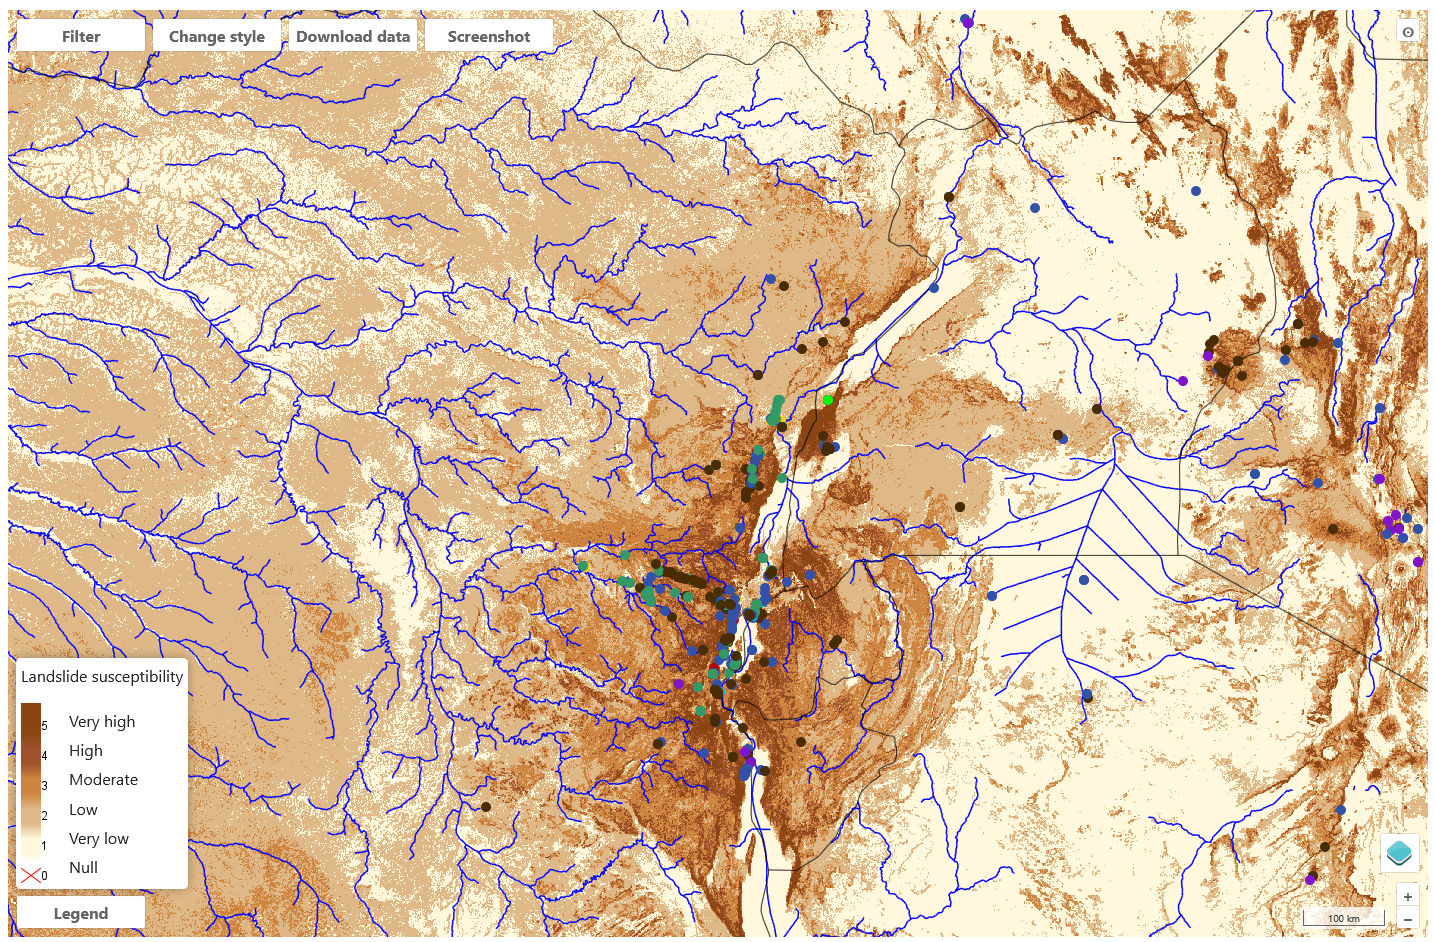 Filter
Change style
Download data
Screenshot
Landslide susceptibility
5 Very high
4 High
3 Moderate
2 Low
1 Very low
0 Null
Legend
+
−
100 km